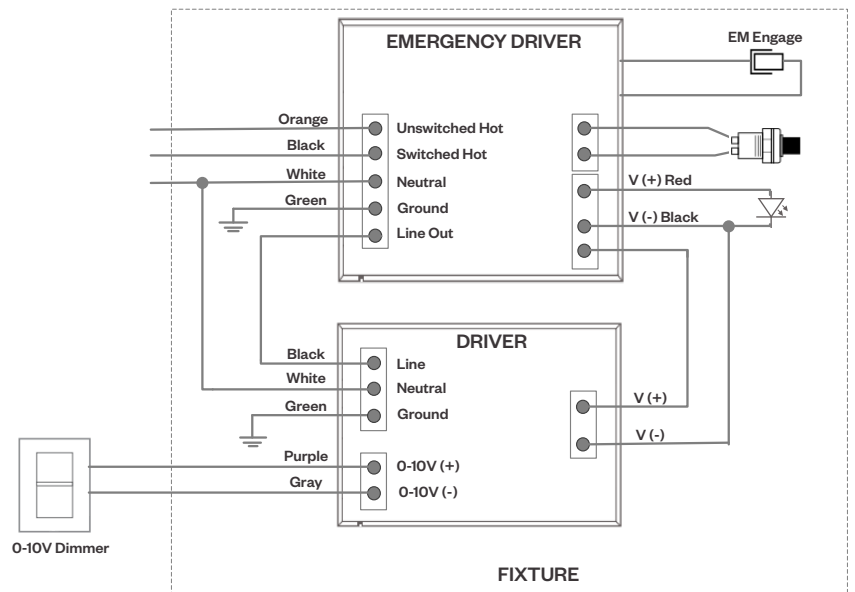 EMERGENCY DRIVER
EM Engage
Orange
Unswitched Hot
Black
Switched Hot
White
Neutral
V (+) Red
Green
Ground
V (-) Black
Line Out
DRIVER
Black
Line
White
Neutral
V (+)
Green
Ground
V (-)
Purple
0-10V (+)
Gray
0-10V (-)
0-10V Dimmer
FIXTURE